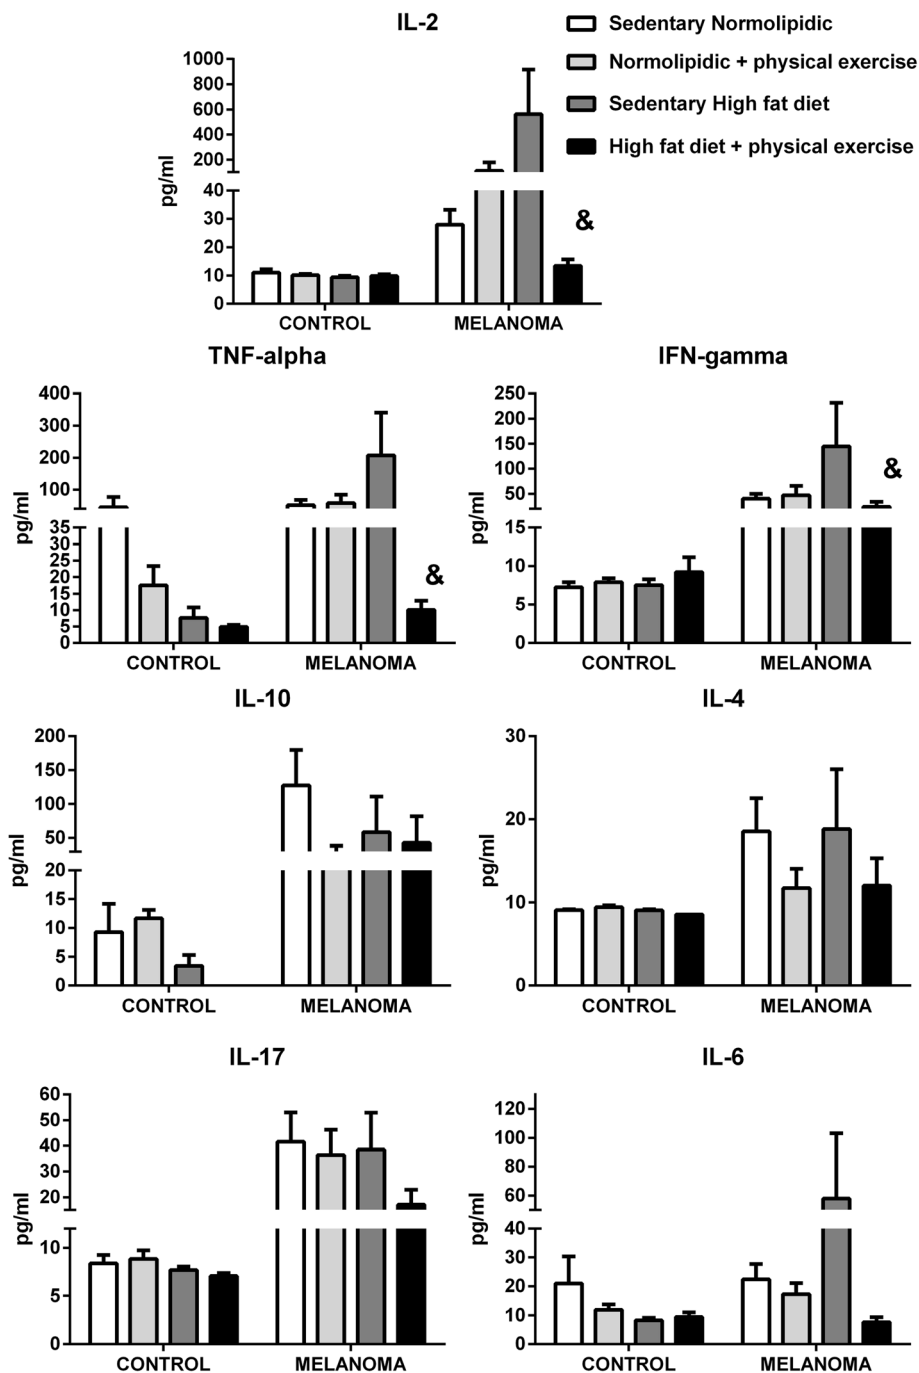 IL-2
Sedentary Normolipidic
Normolipidic + physical exercise
Sedentary High fat diet
High fat diet + physical exercise
pg/ml
1000
800
600
400
200
40
30
20
10
0
&
CONTROL
MELANOMA
TNF-alpha
pg/ml
400
300
200
100
35
30
25
20
15
10
5
0
&
CONTROL
MELANOMA
IFN-gamma
pg/ml
250
200
150
100
50
15
10
5
0
&
CONTROL
MELANOMA
IL-10
pg/ml
200
150
100
50
20
15
10
5
0
CONTROL
MELANOMA
IL-4
pg/ml
30
20
10
0
CONTROL
MELANOMA
IL-17
pg/ml
60
50
40
30
20
10
5
0
CONTROL
MELANOMA
IL-6
pg/ml
120
100
80
60
40
30
20
10
0
CONTROL
MELANOMA